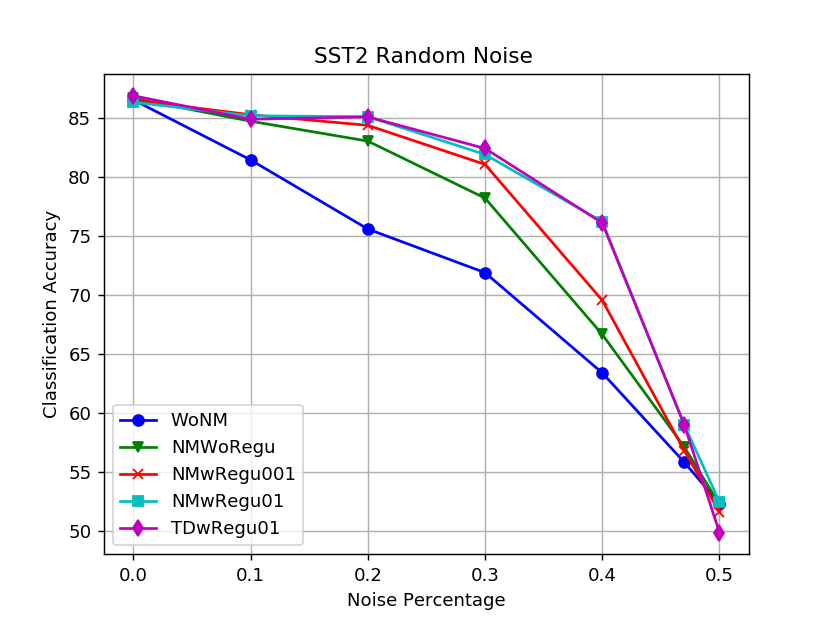 SST2 Random Noise
Classification Accuracy
85
80
75
70
65
60
55
50
WoNM
NMWoRegu
NMwRegu001
NMwRegu01
TDwRegu01
0.0 0.1 0.2 0.3 0.4 0.5
Noise Percentage